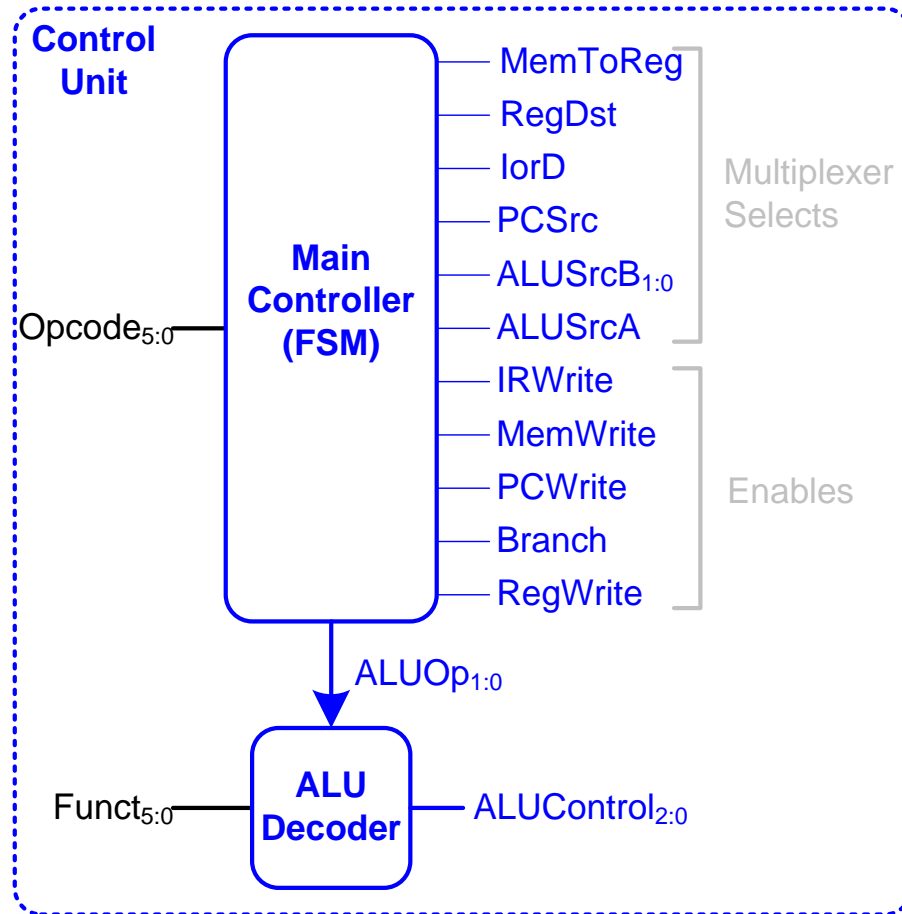 Control
Unit
Main
Controller
(FSM)
Opcode5:0
MemToReg
RegDst
IorD
PCSrc
ALUSrcB1:0
ALUSrcA
Multiplexer
Selects
IRWrite
MemWrite
PCWrite
Branch
RegWrite
Enables
ALUOp1:0
ALU
Decoder
Funct5:0
ALUControl2:0